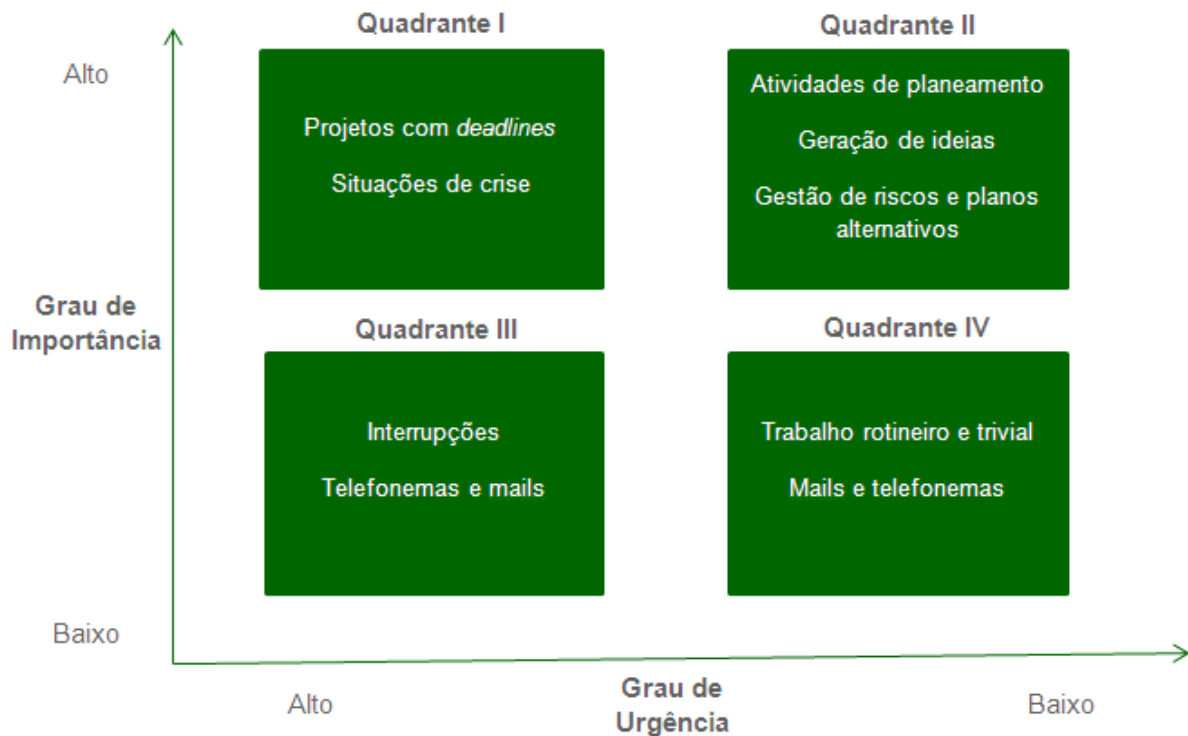 Quadrante I
Quadrante II
Alto
Projetos com deadlines
Situações de crise
Atividades de planeamento
Geração de ideias
Gestão de riscos e planos
alternativos
Grau de
Importância
Quadrante III
Quadrante IV
Interrupções
Telefonemas e mails
Trabalho rotineiro e trivial
Mails e telefonemas
Baixo
Alto
Grau de
Urgência
Baixo